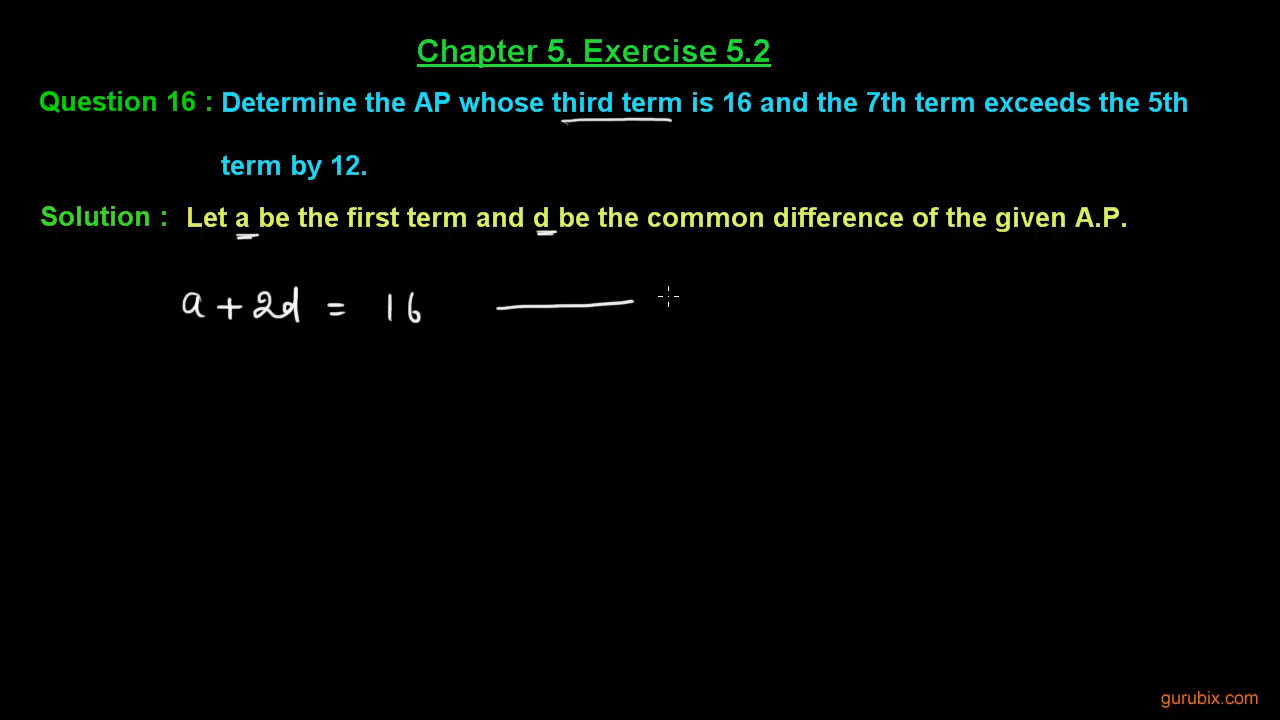 Chapter 5, Exercise 5.2
Question 16 : Determine the AP whose third term is 16 and the 7th term exceeds the 5th
term by 12.
Solution : Let a be the first term and d be the common difference of the given A.P.
a + 2d = 16
gurubix.com